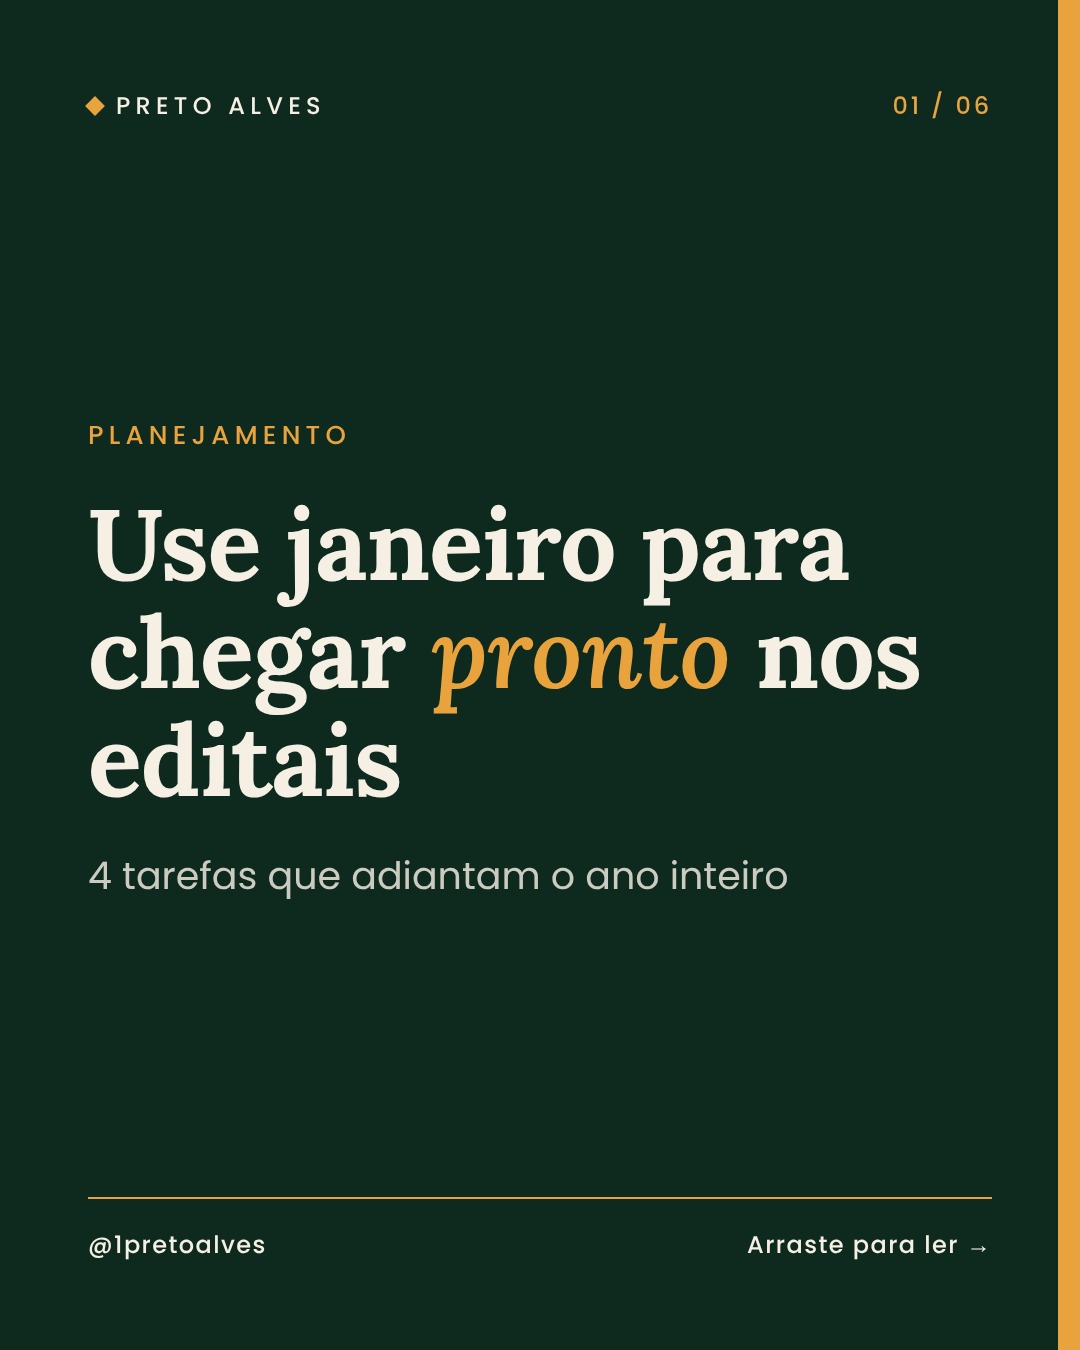 PRETO ALVES
01 / 06
PLANEJAMENTO
Use janeiro para
chegar pronto nos
editais
4 tarefas que adiantam o ano inteiro
@1pretoalves
Arraste para ler →